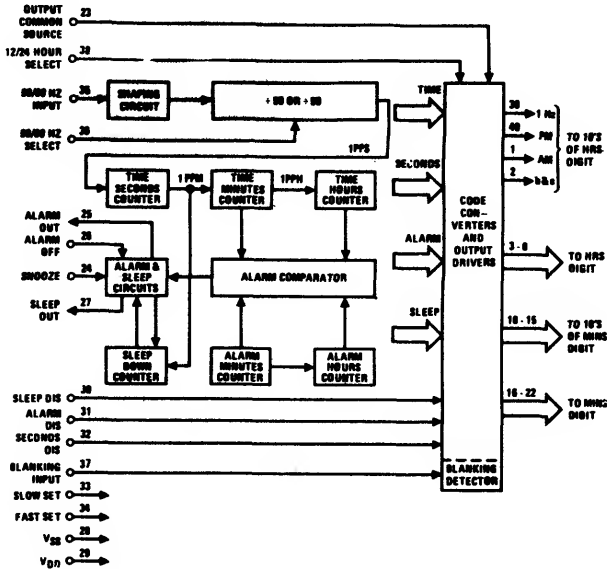 OUTPUT
COMMON
SOURCE
23
12/24 HOUR
SELECT
38
50/60 HZ
INPUT
35
SHAPING
CIRCUIT
÷ 50 OR ÷ 60
50/60 HZ
SELECT
36
1PPS
TIME
SECONDS
COUNTER
1 PPM
TIME
MINUTES
COUNTER
1PPH
TIME
HOURS
COUNTER
ALARM
OUT
25
ALARM
OFF
26
SNOOZE
24
SLEEP
OUT
27
ALARM &
SLEEP
CIRCUITS
ALARM COMPARATOR
SLEEP
DOWN
COUNTER
ALARM
MINUTES
COUNTER
ALARM
HOURS
COUNTER
SLEEP DIS
30
ALARM
DIS
31
SECONDS
DIS
32
BLANKING
INPUT
37
SLOW SET
33
FAST SET
34
VSS
28
VDD
29
TIME
SECONDS
ALARM
SLEEP
CODE
CON-
VERTERS
AND
OUTPUT
DRIVERS
BLANKING
DETECTOR
39
1 Hz
40
PM
1
AM
2
b & c
TO 10'S
OF HRS
DIGIT
3 - 9
TO HRS
DIGIT
10 - 15
TO 10'S
OF MINS
DIGIT
16 - 22
TO MINS
DIGIT